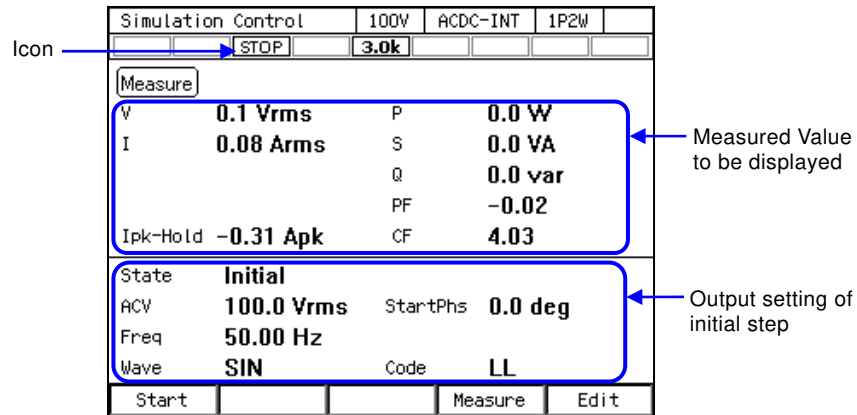 Simulation Control 100V ACDC-INT 1P2W
Icon STOP 3.0k
Measure
V 0.1 Vrms P 0.0 W
I 0.08 Arms S 0.0 VA
Q 0.0 var
PF -0.02
Ipk-Hold -0.31 Apk CF 4.03
Measured Value
to be displayed
State Initial
ACV 100.0 Vrms StartPhs 0.0 deg
Freq 50.00 Hz
Wave SIN Code LL
Output setting of
initial step
Start Measure Edit